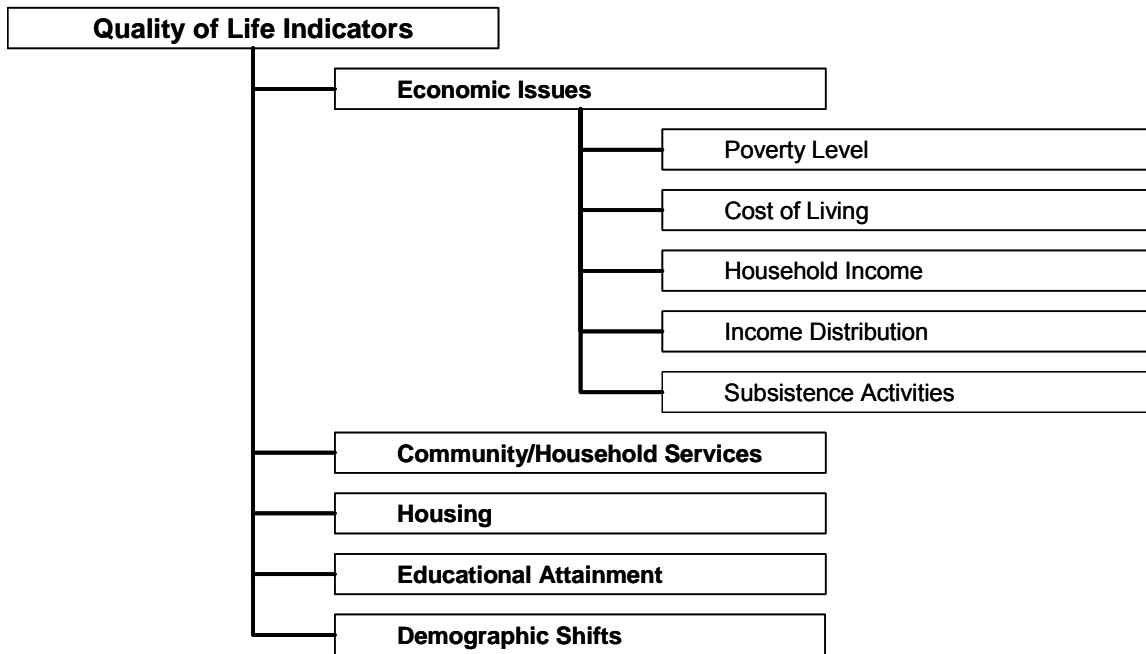 Quality of Life Indicators
Economic Issues
Poverty Level
Cost of Living
Household Income
Income Distribution
Subsistence Activities
Community/Household Services
Housing
Educational Attainment
Demographic Shifts